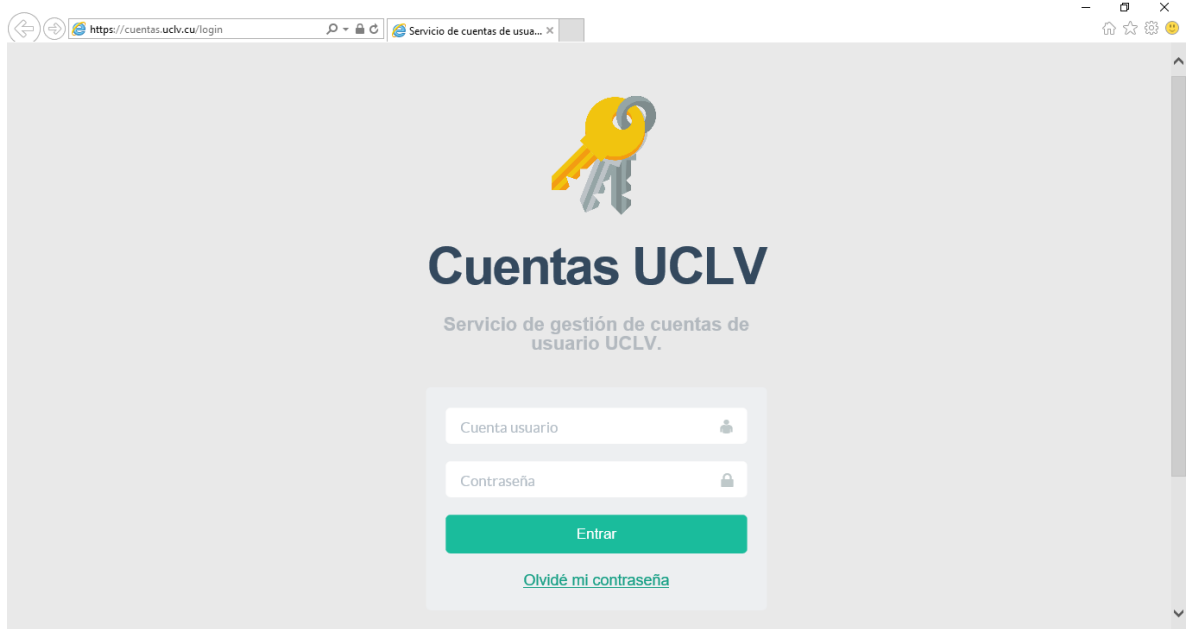 https://cuentas.uclv.cu/login
Servicio de cuentas de usua...
Cuentas UCLV
Servicio de gestión de cuentas de
usuario UCLV.
Cuenta usuario
Contraseña
Entrar
Olvidé mi contraseña